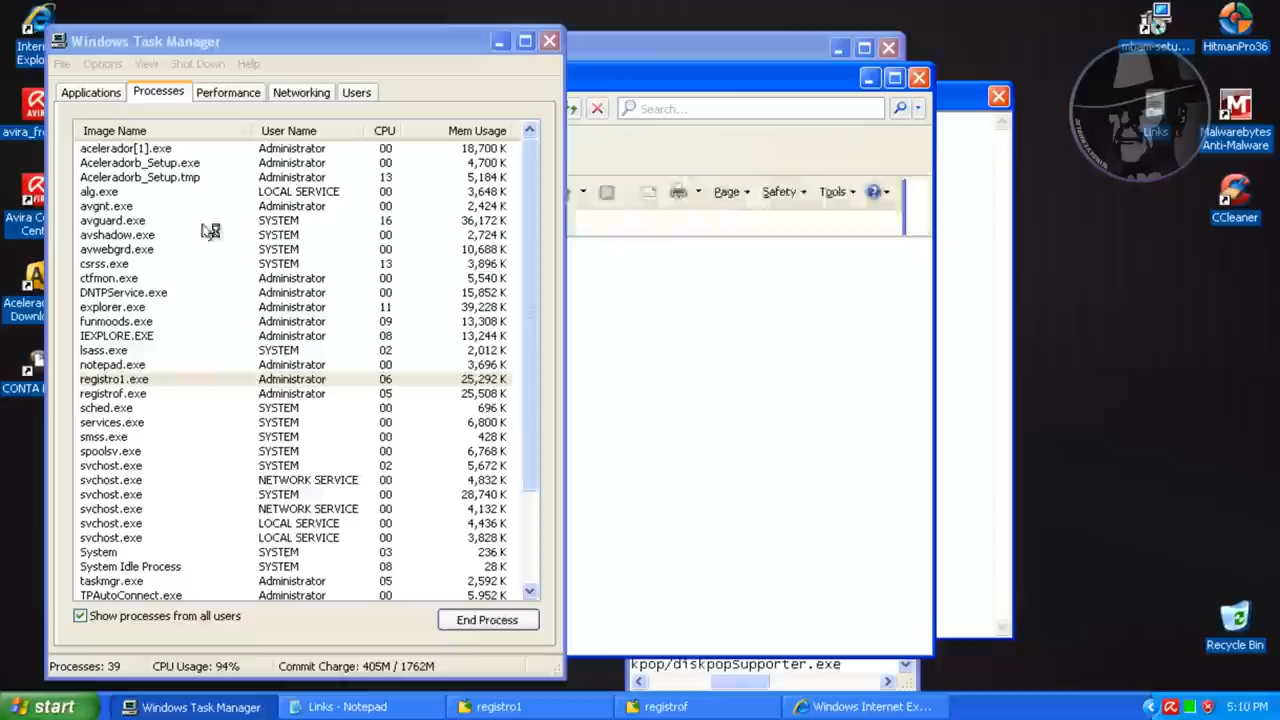 Windows Task Manager
File Options View Shut Down Help
Applications Processes Performance Networking Users
Image Name User Name CPU Mem Usage
acelerador[1].exe Administrator 00 18,700 K
Aceleradorb_Setup.exe Administrator 00 4,700 K
Aceleradorb_Setup.tmp Administrator 13 5,184 K
alg.exe LOCAL SERVICE 00 3,648 K
avgnt.exe Administrator 00 2,424 K
avguard.exe SYSTEM 16 36,172 K
avshadow.exe SYSTEM 00 2,724 K
avwebgrd.exe SYSTEM 00 10,688 K
csrss.exe SYSTEM 13 3,896 K
ctfmon.exe Administrator 00 5,540 K
DNTPService.exe Administrator 00 15,852 K
explorer.exe Administrator 11 39,228 K
funmoods.exe Administrator 09 13,308 K
IEXPLORE.EXE Administrator 08 13,244 K
lsass.exe SYSTEM 02 2,012 K
notepad.exe Administrator 00 3,696 K
registro1.exe Administrator 06 25,292 K
registrof.exe Administrator 05 25,508 K
sched.exe SYSTEM 00 696 K
services.exe SYSTEM 00 6,800 K
smss.exe SYSTEM 00 428 K
spoolsv.exe SYSTEM 00 6,768 K
svchost.exe SYSTEM 02 5,672 K
svchost.exe NETWORK SERVICE 00 4,832 K
svchost.exe SYSTEM 00 28,740 K
svchost.exe NETWORK SERVICE 00 4,132 K
svchost.exe LOCAL SERVICE 00 4,436 K
svchost.exe LOCAL SERVICE 00 3,828 K
System SYSTEM 03 236 K
System Idle Process SYSTEM 08 28 K
taskmgr.exe Administrator 05 2,592 K
TPAutoConnect.exe Administrator 00 5,952 K
Show processes from all users
End Process
Processes: 39 CPU Usage: 94% Commit Charge: 405M / 1762M
Search...
Page Safety Tools
kpop/diskpopSupporter.exe
Intern
Explo
avira_fre
Avira Co
Cent
Acelerado
Downlo
CONTA
mbam-setu...
HitmanPro36
Links
Malwarebytes
Anti-Malware
CCleaner
Recycle Bin
start
Windows Task Manager
Links - Notepad
registro1
registrof
Windows Internet Ex...
5:10 PM